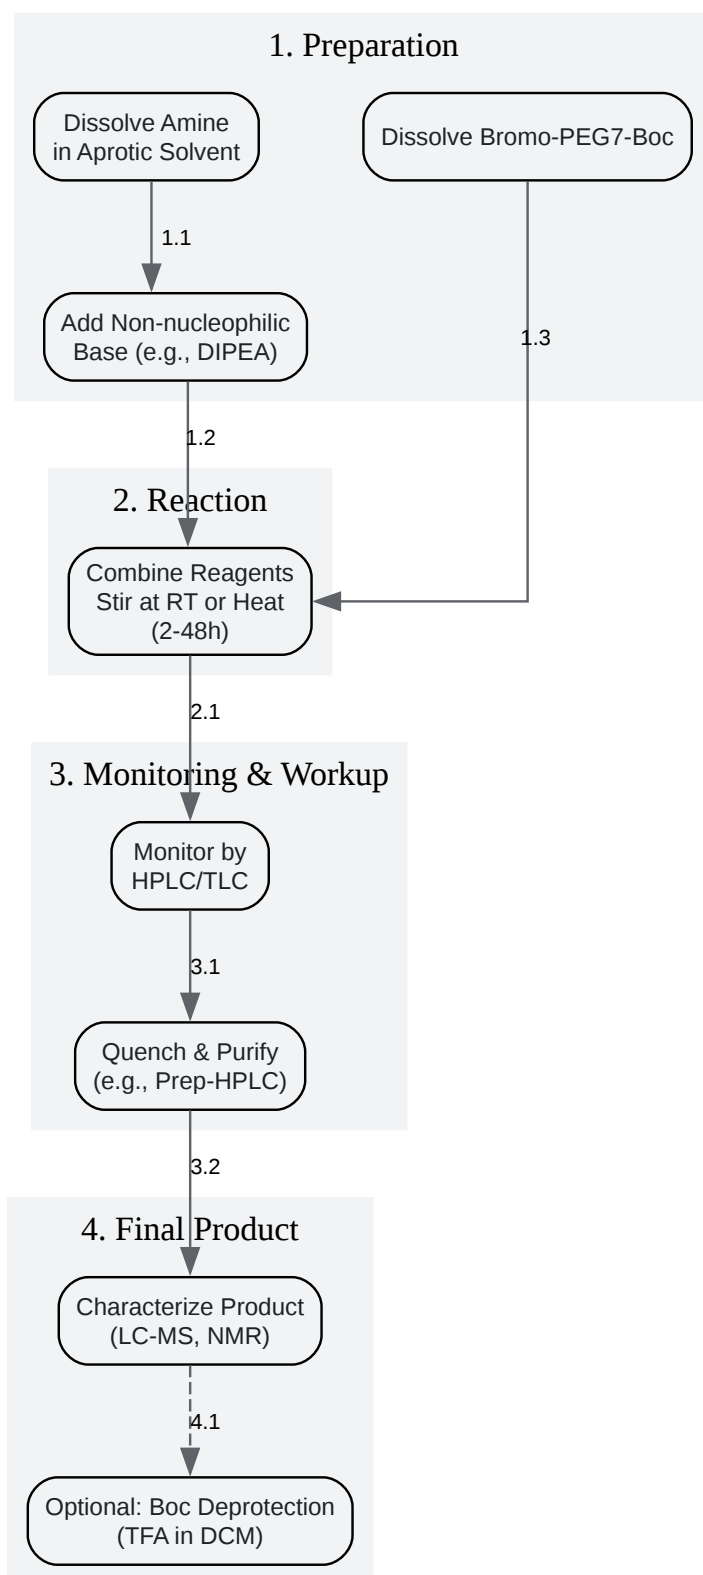 1. Preparation
Dissolve Amine
in Aprotic Solvent
Dissolve Bromo-PEG7-Boc
1.1
Add Non-nucleophilic
Base (e.g., DIPEA)
1.3
1.2
2. Reaction
Combine Reagents
Stir at RT or Heat
(2-48h)
2.1
3. Monitoring & Workup
Monitor by
HPLC/TLC
3.1
Quench & Purify
(e.g., Prep-HPLC)
3.2
4. Final Product
Characterize Product
(LC-MS, NMR)
4.1
Optional: Boc Deprotection
(TFA in DCM)